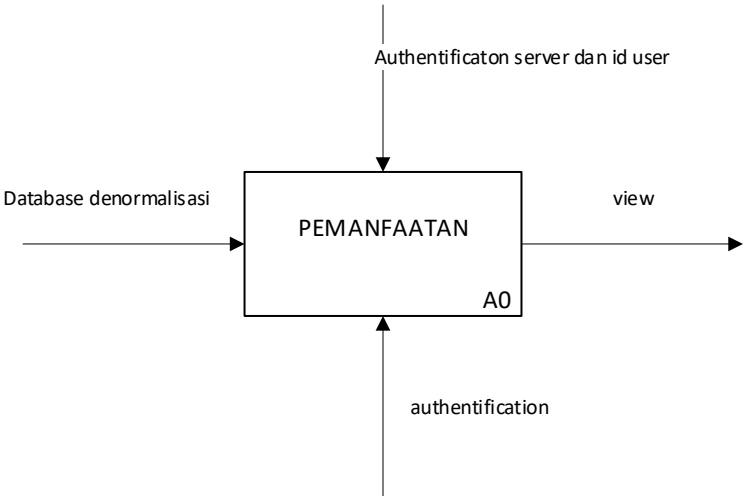 Authentificaton server dan id user
Database denormalisasi
view
PEMANFAATAN
A0
authentification